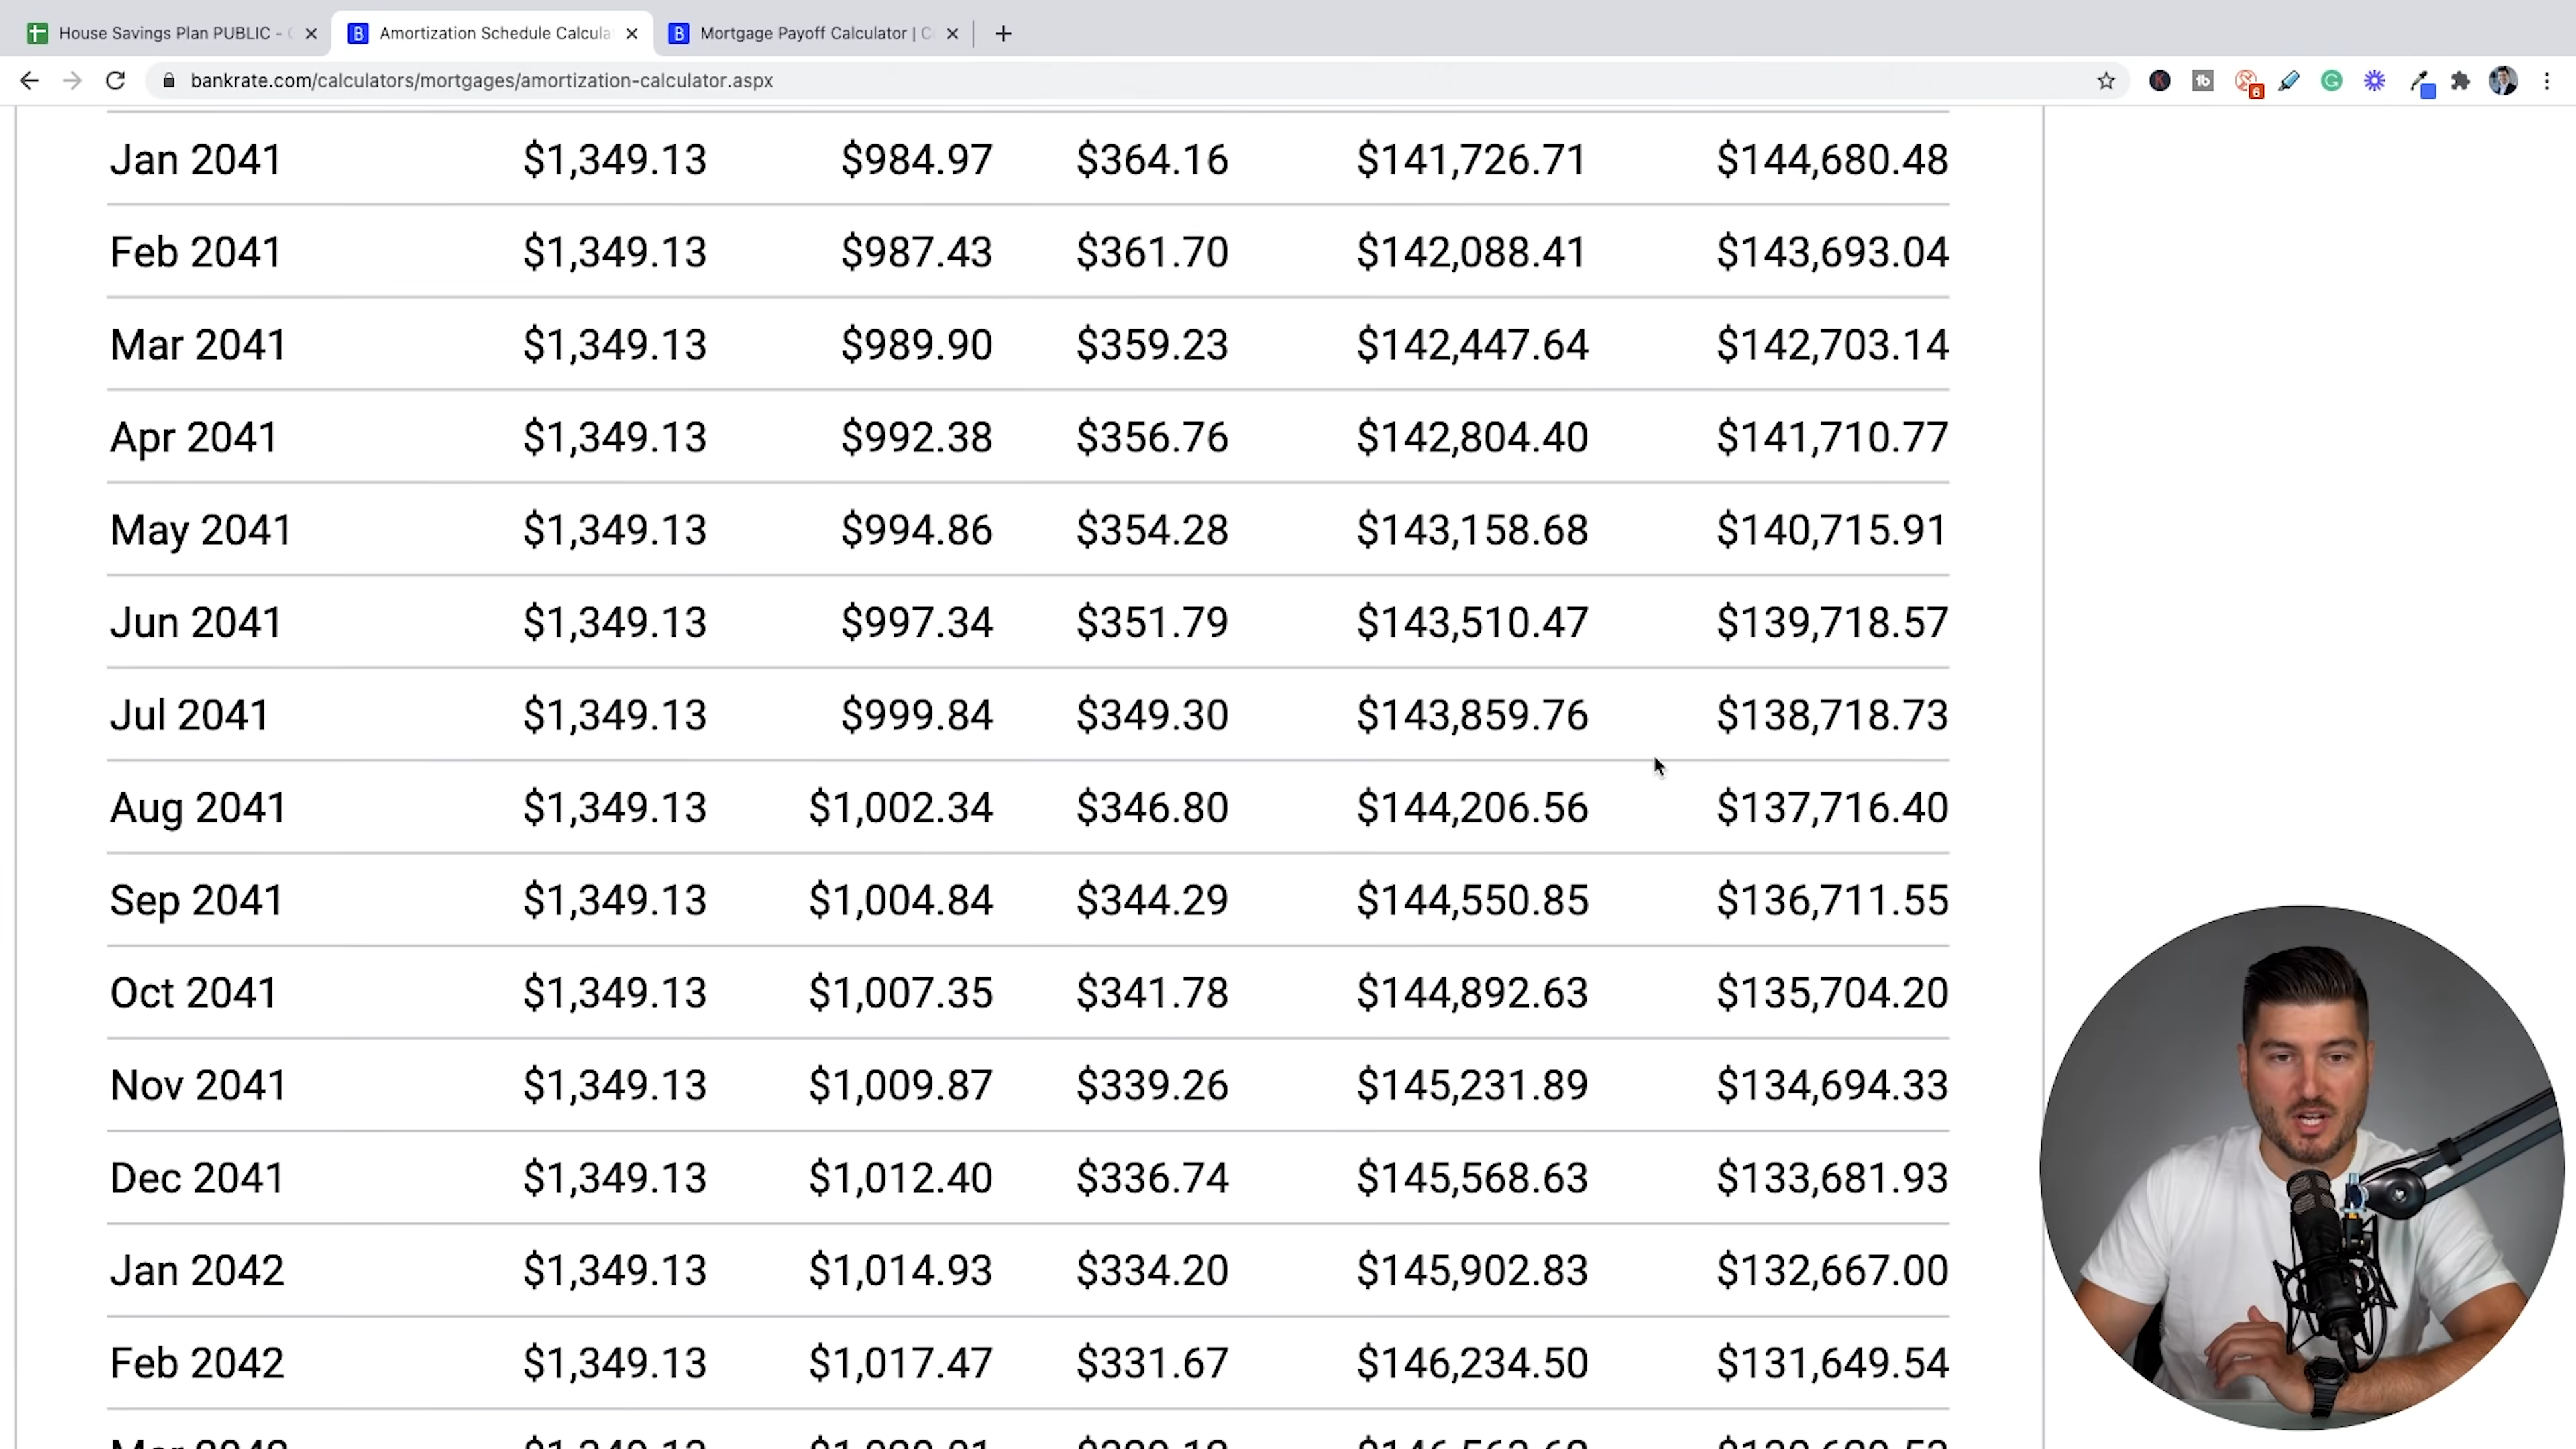 House Savings Plan PUBLIC -
Amortization Schedule Calcula
Mortgage Payoff Calculator | C
bankrate.com/calculators/mortgages/amortization-calculator.aspx
6
Jan 2041 $1,349.13 $984.97 $364.16 $141,726.71 $144,680.48
Feb 2041 $1,349.13 $987.43 $361.70 $142,088.41 $143,693.04
Mar 2041 $1,349.13 $989.90 $359.23 $142,447.64 $142,703.14
Apr 2041 $1,349.13 $992.38 $356.76 $142,804.40 $141,710.77
May 2041 $1,349.13 $994.86 $354.28 $143,158.68 $140,715.91
Jun 2041 $1,349.13 $997.34 $351.79 $143,510.47 $139,718.57
Jul 2041 $1,349.13 $999.84 $349.30 $143,859.76 $138,718.73
Aug 2041 $1,349.13 $1,002.34 $346.80 $144,206.56 $137,716.40
Sep 2041 $1,349.13 $1,004.84 $344.29 $144,550.85 $136,711.55
Oct 2041 $1,349.13 $1,007.35 $341.78 $144,892.63 $135,704.20
Nov 2041 $1,349.13 $1,009.87 $339.26 $145,231.89 $134,694.33
Dec 2041 $1,349.13 $1,012.40 $336.74 $145,568.63 $133,681.93
Jan 2042 $1,349.13 $1,014.93 $334.20 $145,902.83 $132,667.00
Feb 2042 $1,349.13 $1,017.47 $331.67 $146,234.50 $131,649.54